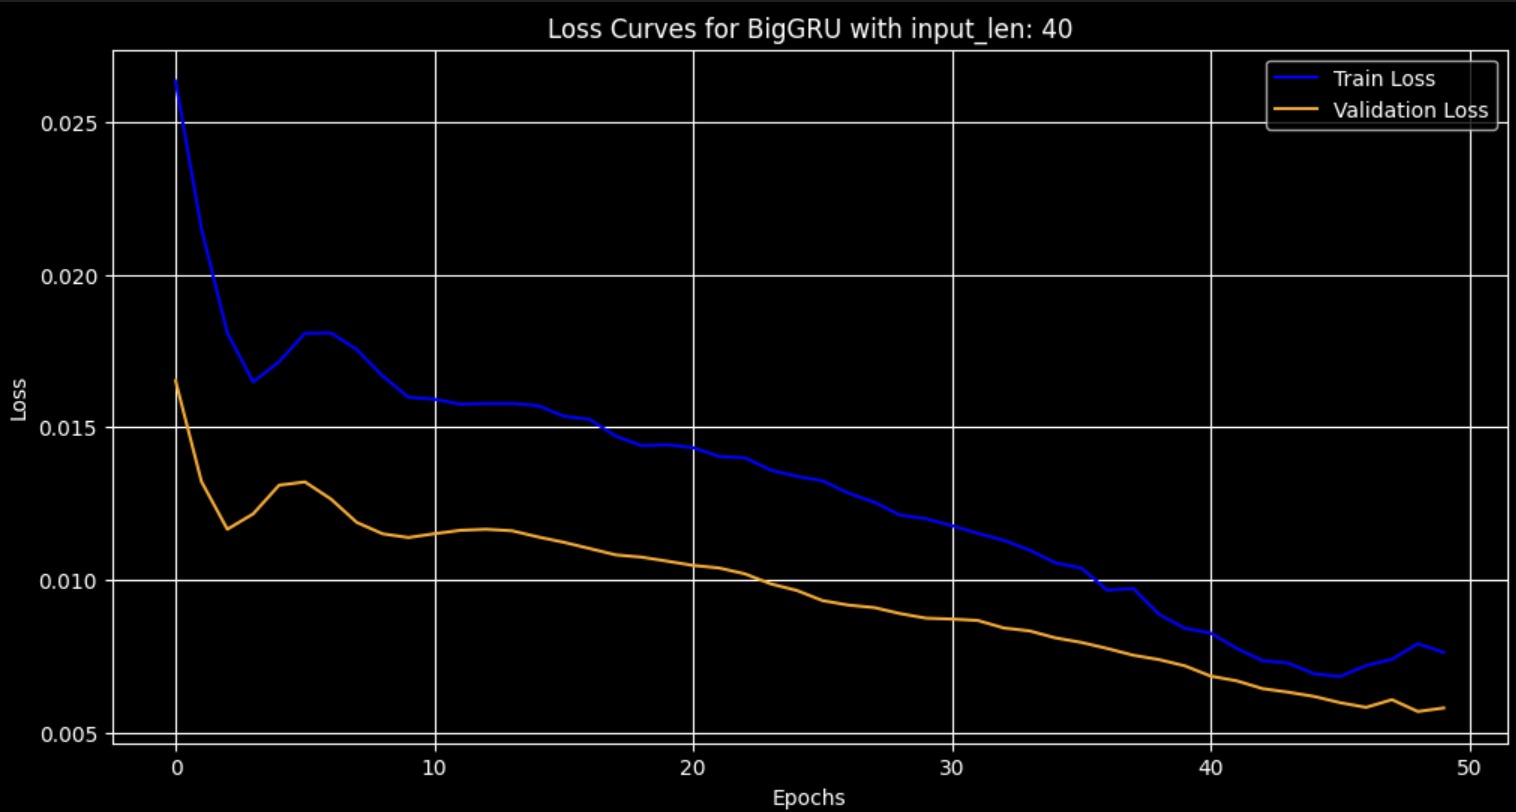 Loss Curves for BigGRU with input_len: 40
Train Loss
Validation Loss
0.025
0.020
0.015
0.010
0.005
Loss
0 10 20 30 40 50
Epochs